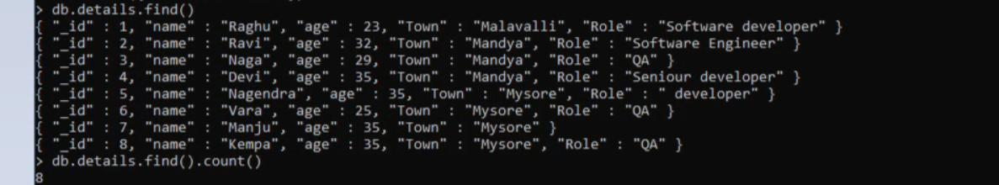 > db.details.find()
{ "_id" : 1, "name" : "Raghu", "age" : 23, "Town" : "Malavalli", "Role" : "Software developer" }
{ "_id" : 2, "name" : "Ravi", "age" : 32, "Town" : "Mandya", "Role" : "Software Engineer" }
{ "_id" : 3, "name" : "Naga", "age" : 29, "Town" : "Mandya", "Role" : "QA" }
{ "_id" : 4, "name" : "Devi", "age" : 35, "Town" : "Mandya", "Role" : "Seniour developer" }
{ "_id" : 5, "name" : "Nagendra", "age" : 35, "Town" : "Mysore", "Role" : " developer" }
{ "_id" : 6, "name" : "Vara", "age" : 25, "Town" : "Mysore", "Role" : "QA" }
{ "_id" : 7, "name" : "Manju", "age" : 35, "Town" : "Mysore" }
{ "_id" : 8, "name" : "Kempa", "age" : 35, "Town" : "Mysore", "Role" : "QA" }
> db.details.find().count()
8